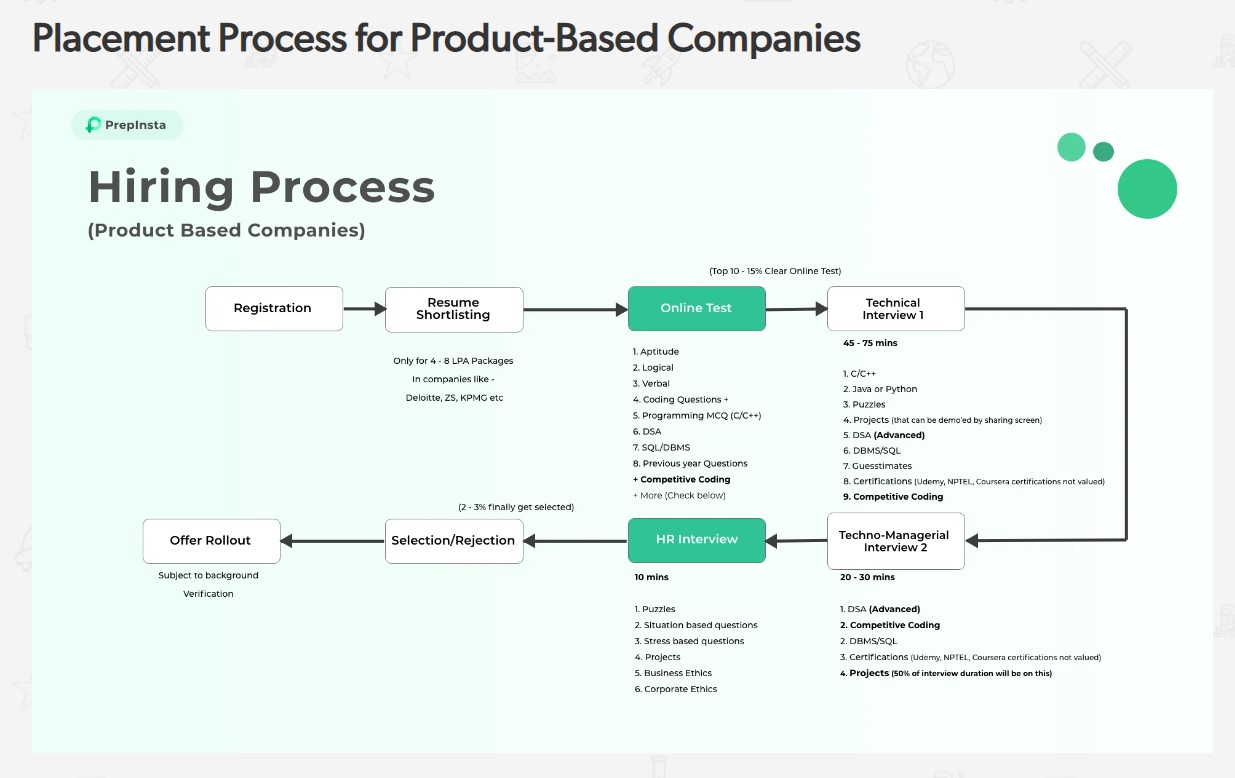 Placement Process for Product-Based Companies
PrepInsta
Hiring Process
(Product Based Companies)
Registration
Resume
Shortlisting
Only for 4 - 8 LPA Packages
In companies like -
Deloitte, ZS, KPMG etc
Online Test
1. Aptitude
2. Logical
3. Verbal
4. Coding Questions +
5. Programming MCQ (C/C++)
6. DSA
7. SQL/DBMS
8. Previous year Questions
+ Competitive Coding
+ More (Check below)
(Top 10 - 15% Clear Online Test)
Technical
Interview 1
45 - 75 mins
1. C/C++
2. Java or Python
3. Puzzles
4. Projects (that can be demo'ed by sharing screen)
5. DSA (Advanced)
6. DBMS/SQL
7. Guesstimates
8. Certifications (Udemy, NPTEL, Coursera certifications not valued)
9. Competitive Coding
Techno-Managerial
Interview 2
20 - 30 mins
1. DSA (Advanced)
2. Competitive Coding
2. DBMS/SQL
3. Certifications (Udemy, NPTEL, Coursera certifications not valued)
4. Projects (50% of interview duration will be on this)
HR Interview
10 mins
1. Puzzles
2. Situation based questions
3. Stress based questions
4. Projects
5. Business Ethics
6. Corporate Ethics
(2 - 3% finally get selected)
Selection/Rejection
Offer Rollout
Subject to background
Verification